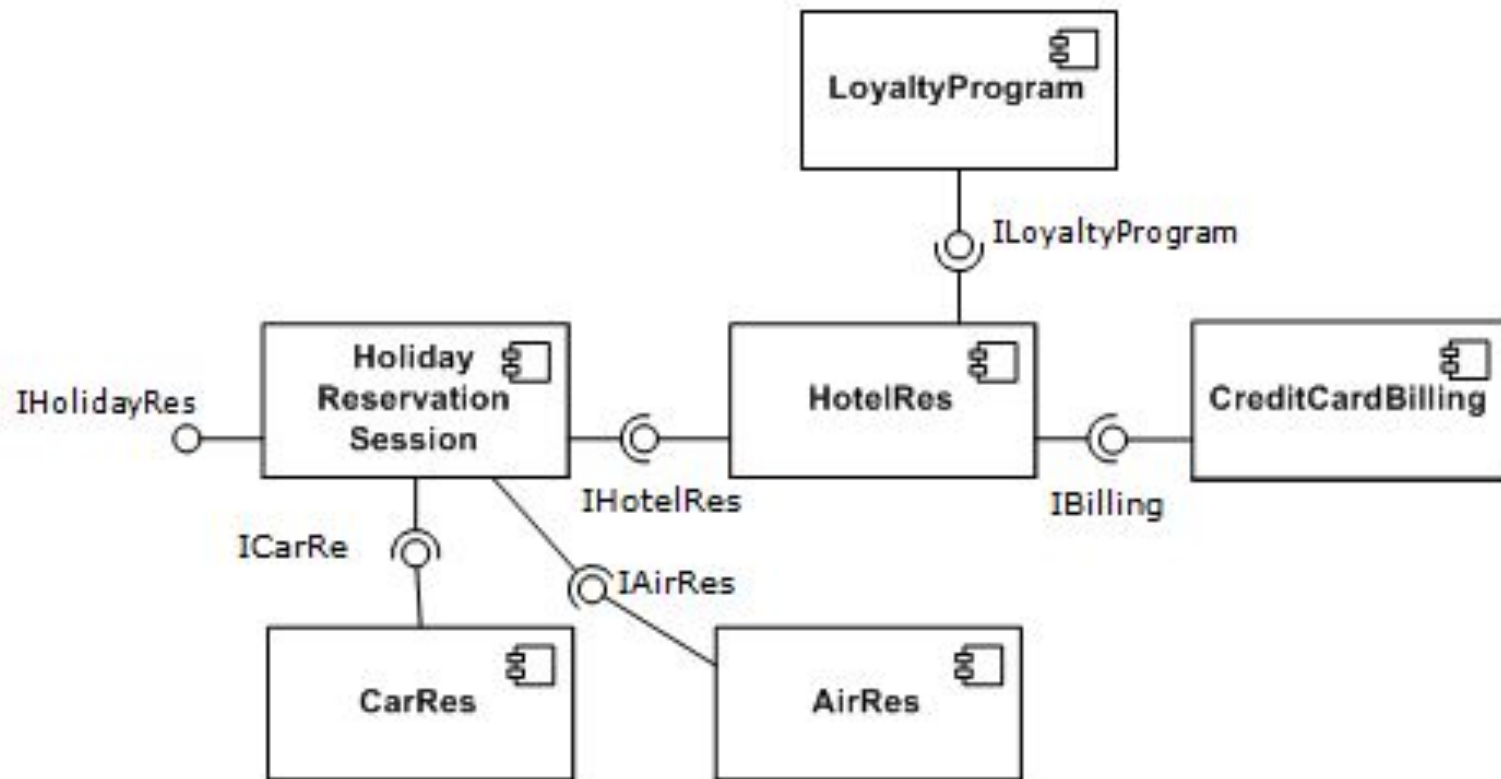 LoyaltyProgram
ILoyaltyProgram
Holiday
Reservation
Session
HotelRes
CreditCardBilling
IHolidayRes
IHotelRes
IBilling
ICarRe
IAirRes
CarRes
AirRes